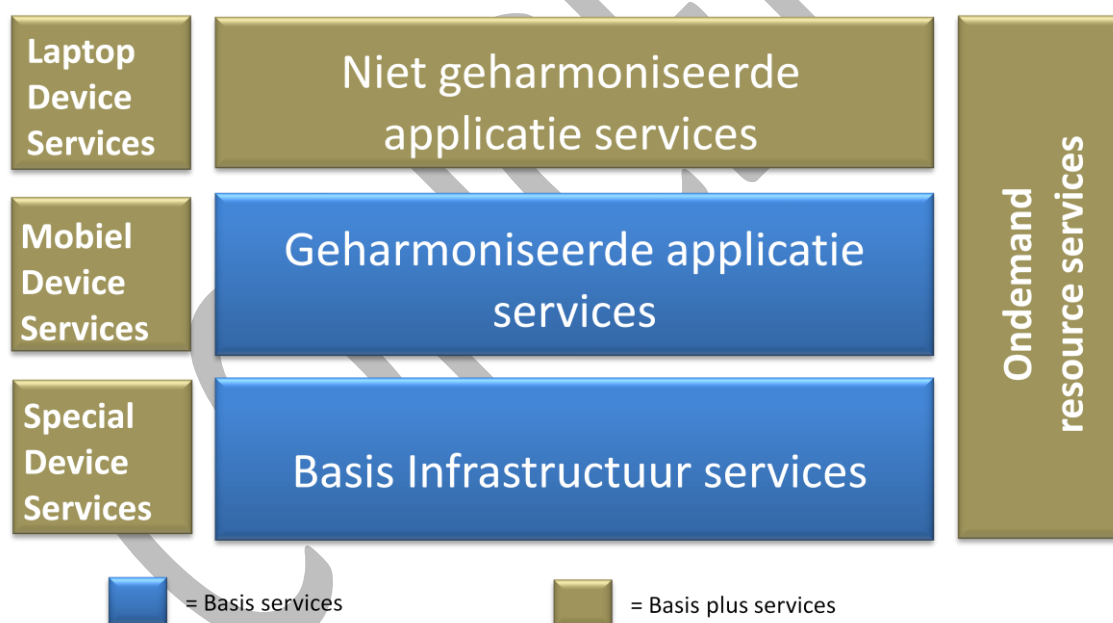 Laptop
Device
Services
Niet geharmoniseerde
applicatie services
Mobiel
Device
Services
Geharmoniseerde applicatie
services
Special
Device
Services
Basis Infrastructuur services
Ondemand
resource services
= Basis services
= Basis plus services